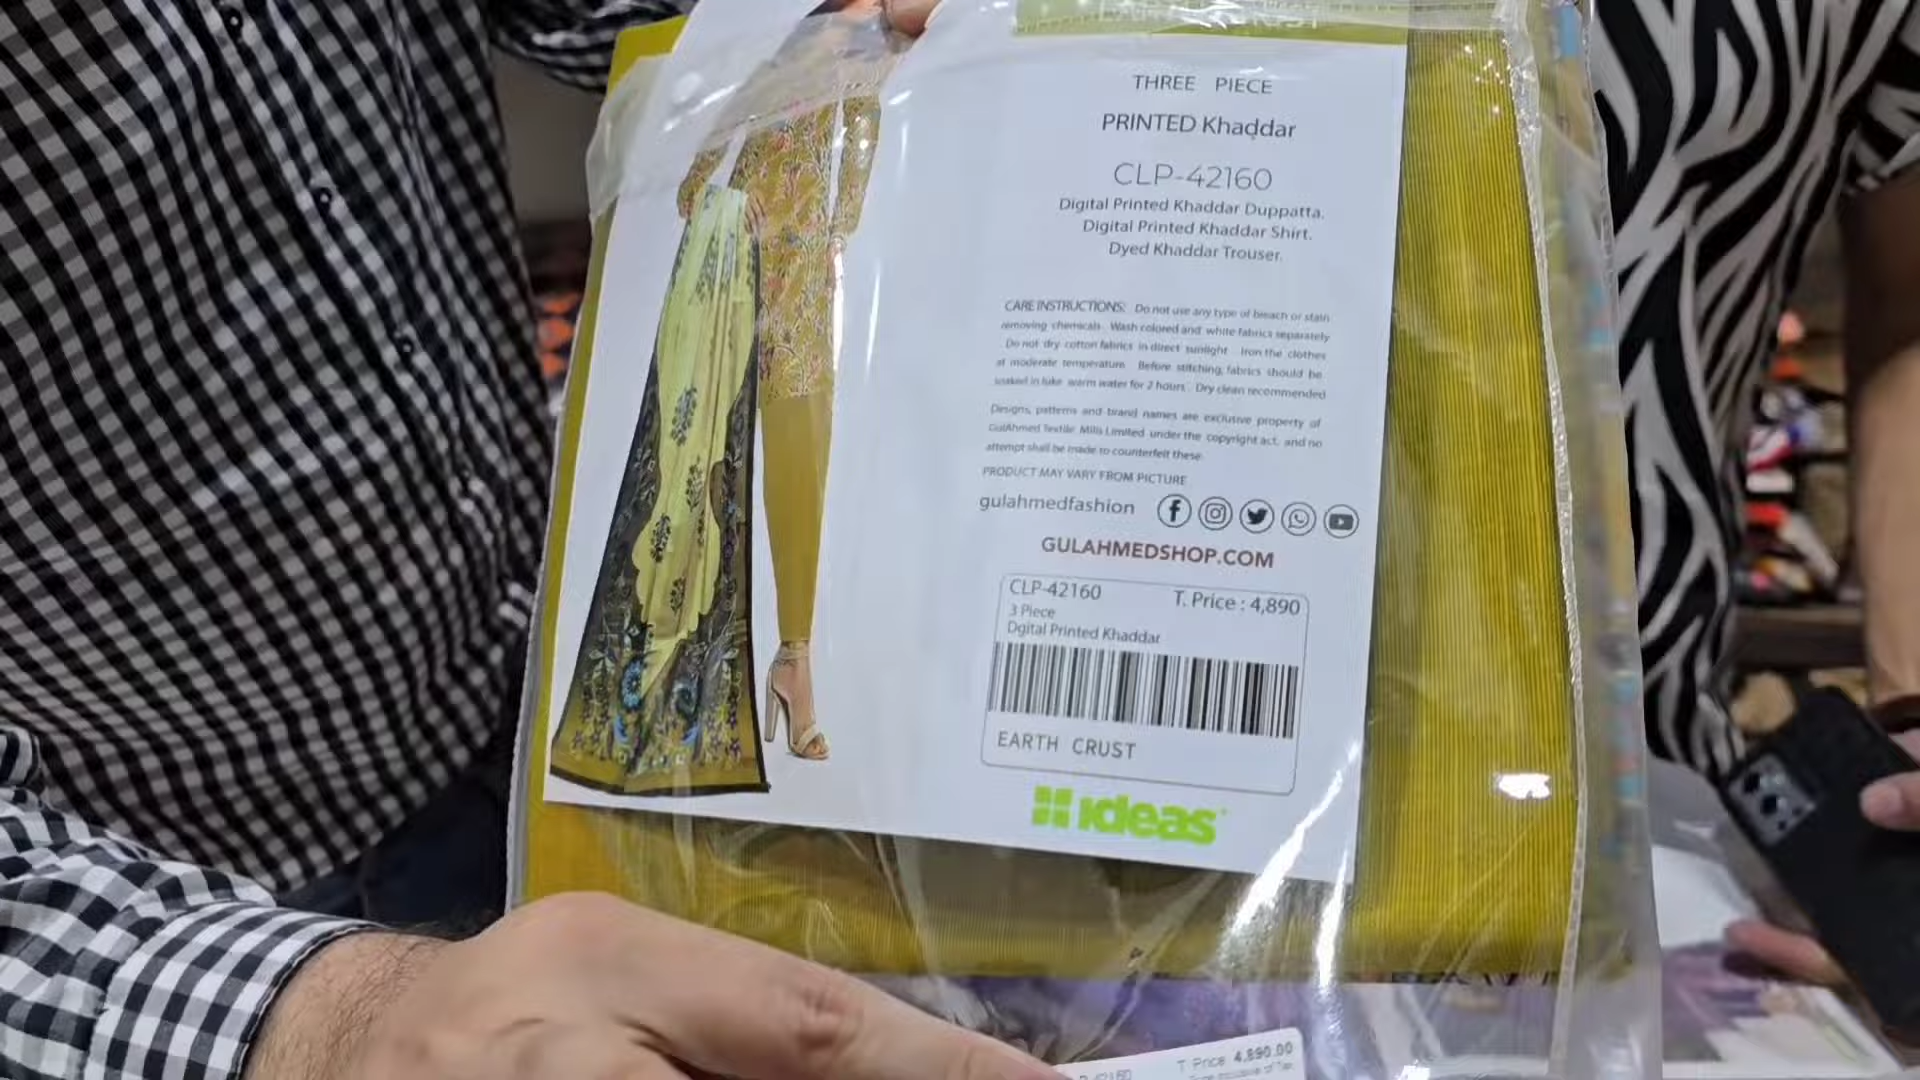 THREE PIECE
PRINTED Khaddar
CLP-42160
Digital Printed Khaddar Duppatta.
Digital Printed Khaddar Shirt.
Dyed Khaddar Trouser.
CARE INSTRUCTIONS: Do not use any type of bleach or stain
removing chemicals. Wash colored and white fabrics separately
Do not dry cotton fabrics in direct sunlight. Iron the clothes
at moderate temperature. Before stitching, fabrics should be
soaked in luke warm water for 2 hours. Dry clean recommended
Designs, patterns and brand names are exclusive property of
GulAhmed Textile Mills Limited under the copyright act, and no
attempt shall be made to counterfeit these.
PRODUCT MAY VARY FROM PICTURE
gulahmedfashion
GULAHMEDSHOP.COM
CLP-42160 T. Price : 4,890
3 Piece
Dgital Printed Khaddar
EARTH CRUST
ideas
T. Price 4,890.00